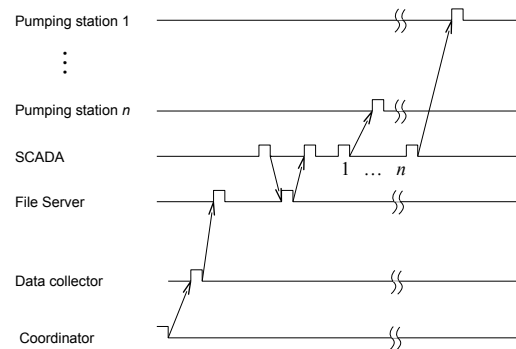 Pumping station 1
⋮
Pumping station n
SCADA
1 … n
File Server
Data collector
Coordinator